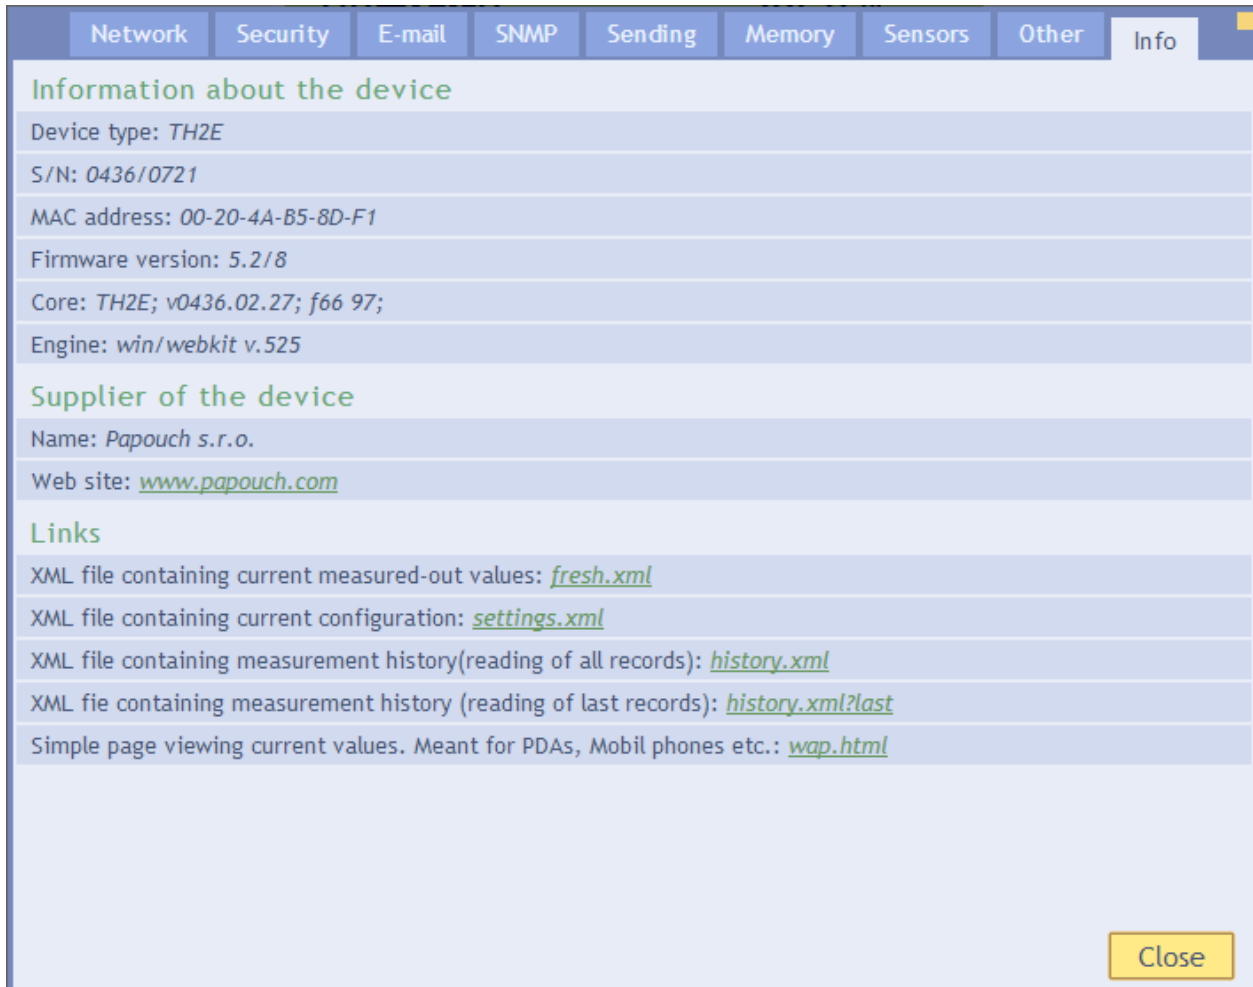 Network Security E-mail SNMP Sending Memory Sensors Other Info
Information about the device
Device type: TH2E
S/N: 0436/0721
MAC address: 00-20-4A-B5-8D-F1
Firmware version: 5.2/8
Core: TH2E; v0436.02.27; f66 97;
Engine: win/webkit v.525
Supplier of the device
Name: Papouch s.r.o.
Web site: www.papouch.com
Links
XML file containing current measured-out values: fresh.xml
XML file containing current configuration: settings.xml
XML file containing measurement history(reading of all records): history.xml
XML fie containing measurement history (reading of last records): history.xml?last
Simple page viewing current values. Meant for PDAs, Mobil phones etc.: wap.html
Close